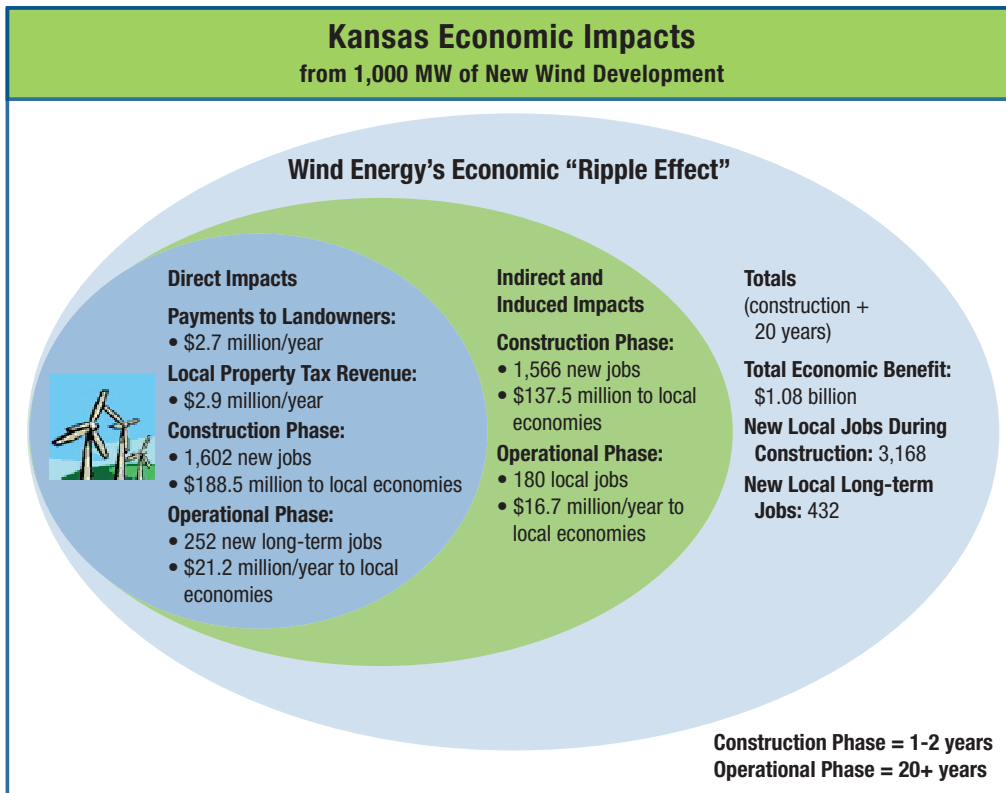 Kansas Economic Impacts
from 1,000 MW of New Wind Development
Wind Energy’s Economic “Ripple Effect”
Direct Impacts
Payments to Landowners:
• $2.7 million/year
Local Property Tax Revenue:
• $2.9 million/year
Construction Phase:
• 1,602 new jobs
• $188.5 million to local economies
Operational Phase:
• 252 new long-term jobs
• $21.2 million/year to local
economies
Indirect and
Induced Impacts
Construction Phase:
• 1,566 new jobs
• $137.5 million to local
economies
Operational Phase:
• 180 local jobs
• $16.7 million/year to
local economies
Totals
(construction +
20 years)
Total Economic Benefit:
$1.08 billion
New Local Jobs During
Construction: 3,168
New Local Long-term
Jobs: 432
Construction Phase = 1-2 years
Operational Phase = 20+ years